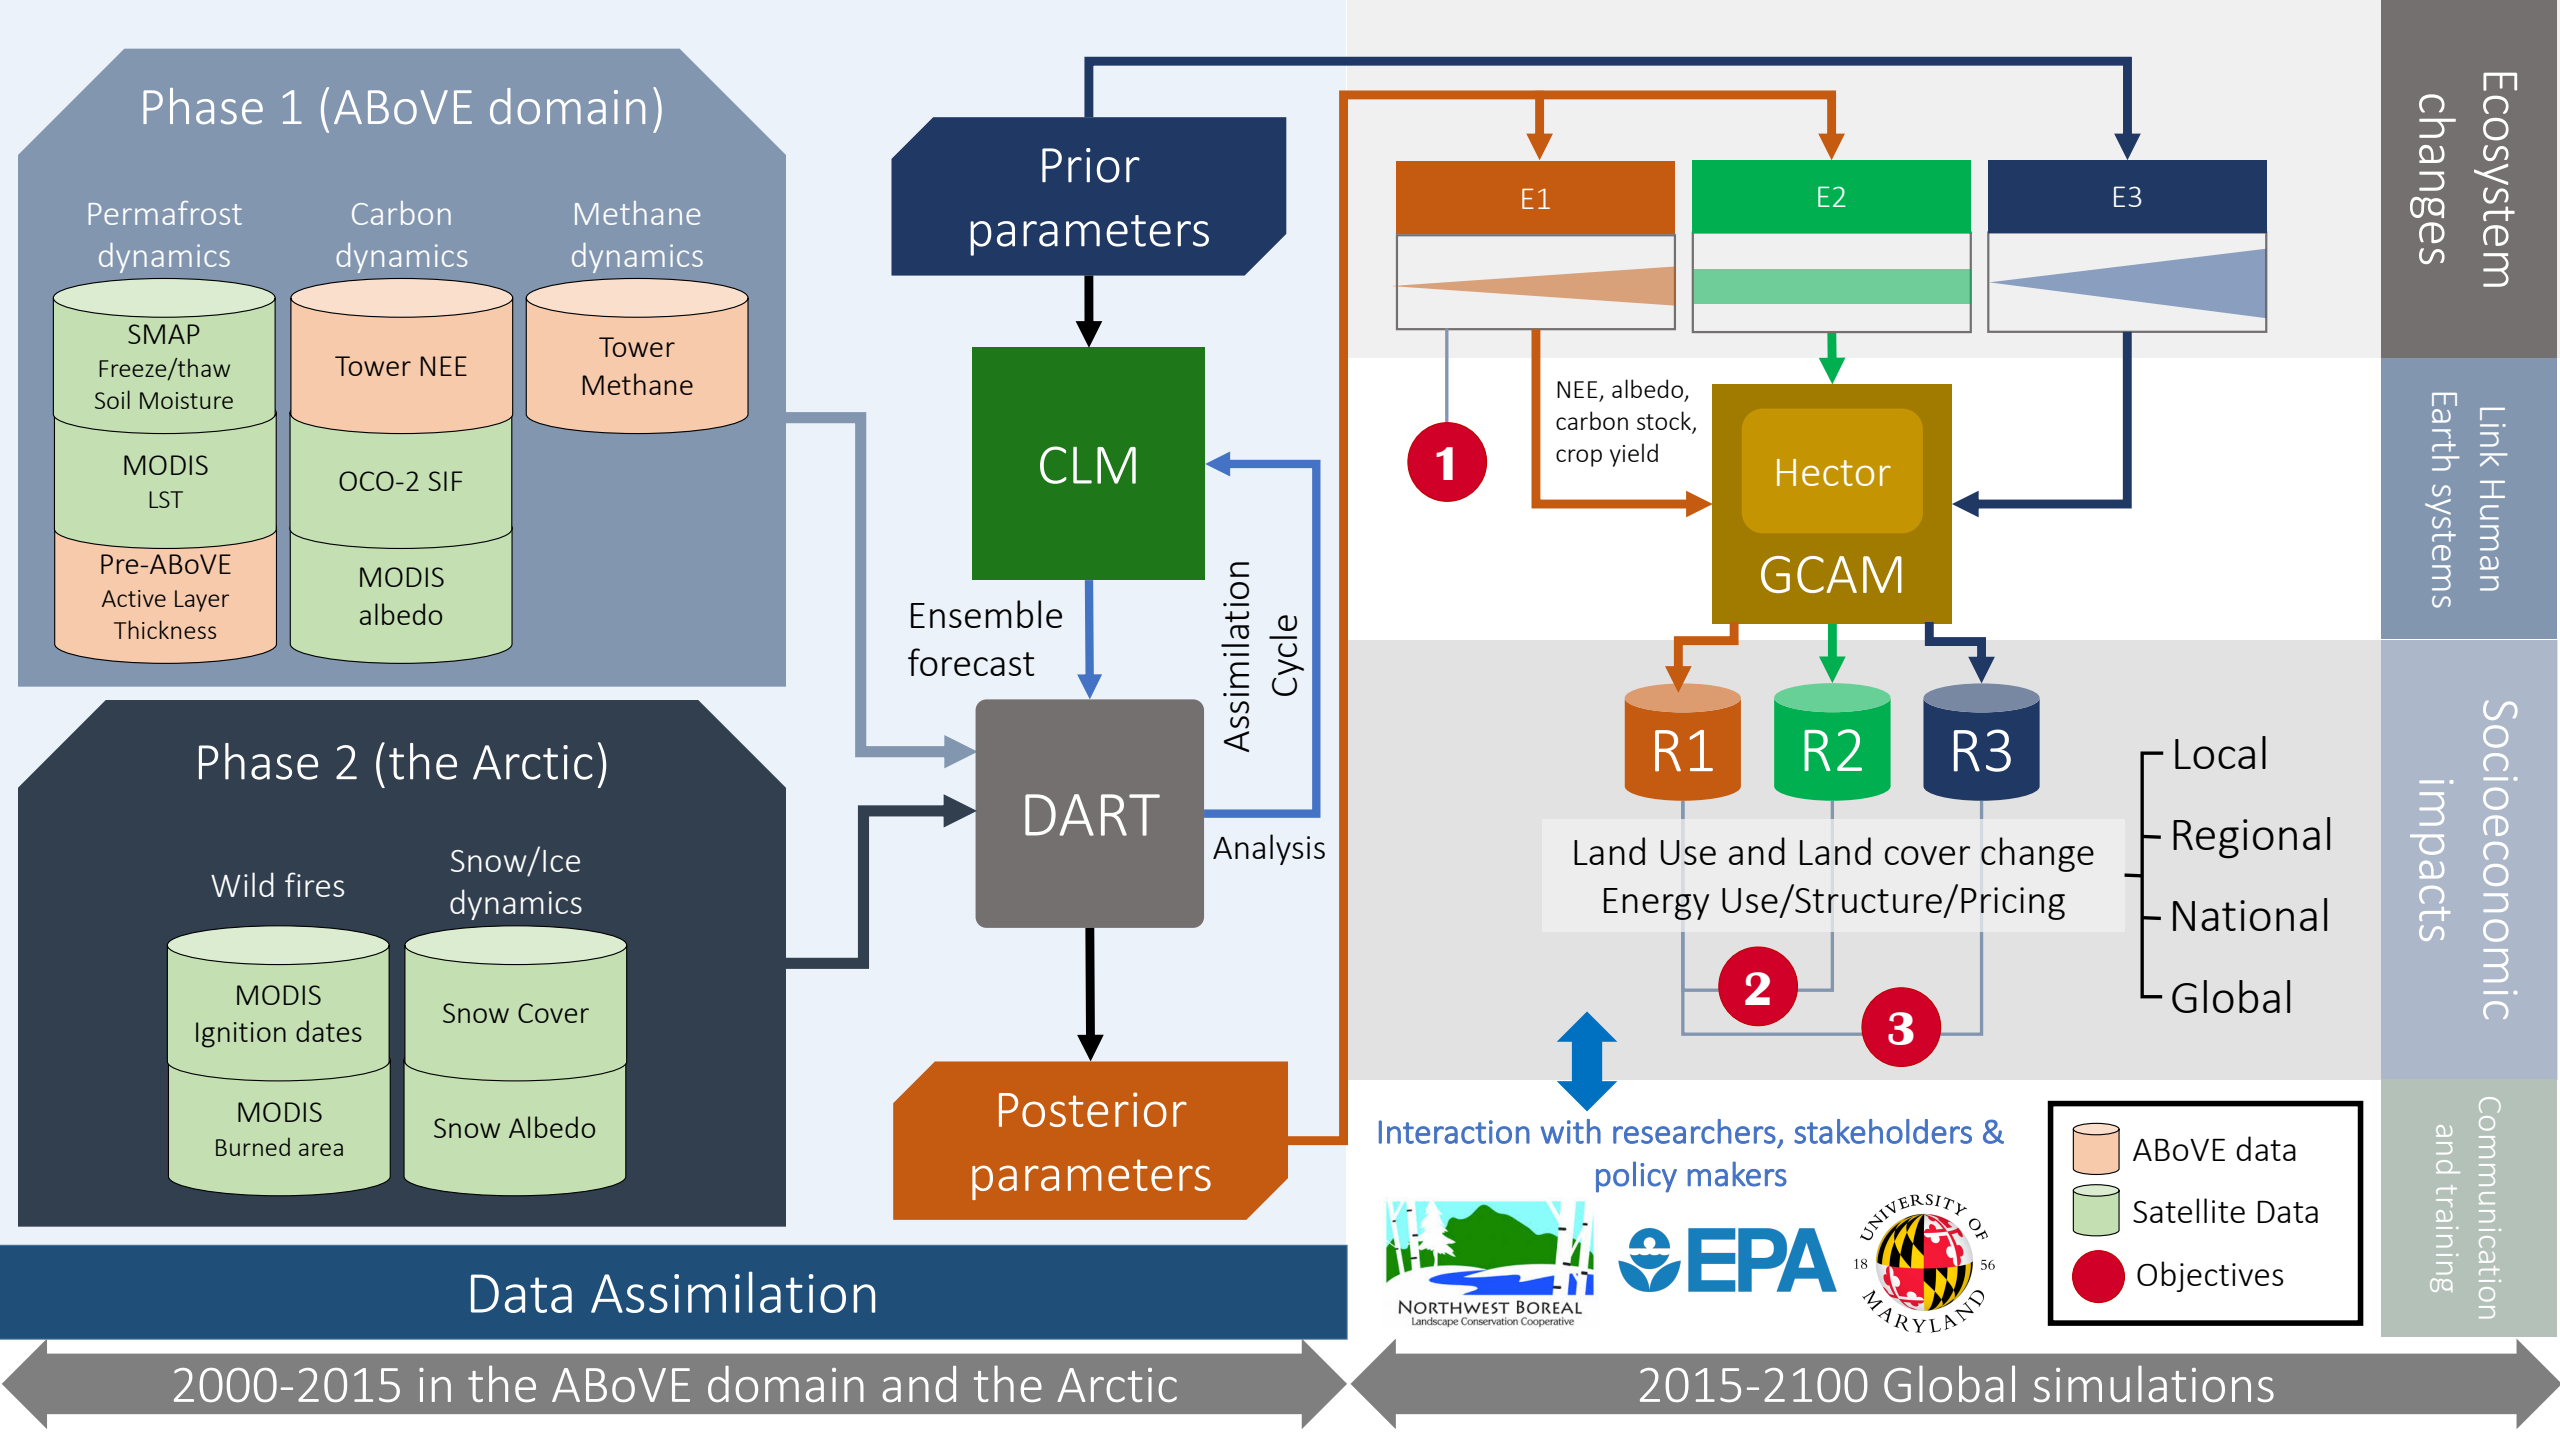 Phase 1 (ABoVE domain)
Permafrost
dynamics
Carbon
dynamics
Methane
dynamics
SMAP
Freeze/thaw
Soil Moisture
MODIS
LST
Pre-ABoVE
Active Layer
Thickness
Tower NEE
OCO-2 SIF
MODIS
albedo
Tower
Methane
Phase 2 (the Arctic)
Wild fires
Snow/Ice
dynamics
MODIS
Ignition dates
MODIS
Burned area
Snow Cover
Snow Albedo
Prior
parameters
CLM
Ensemble
forecast
Assimilation
Cycle
DART
Analysis
Posterior
parameters
Data Assimilation
2000-2015 in the ABoVE domain and the Arctic
E1
E2
E3
1
NEE, albedo,
carbon stock,
crop yield
Hector
GCAM
R1
R2
R3
Land Use and Land cover change
Energy Use/Structure/Pricing
Local
Regional
National
Global
2
3
Interaction with researchers, stakeholders &
policy makers
NORTHWEST BOREAL
Landscape Conservation Cooperative
EPA
UNIVERSITY OF
18 56
MARYLAND
ABoVE data
Satellite Data
Objectives
Ecosystem
changes
Link Human
Earth systems
Socioeconomic
impacts
Communication
and training
2015-2100 Global simulations